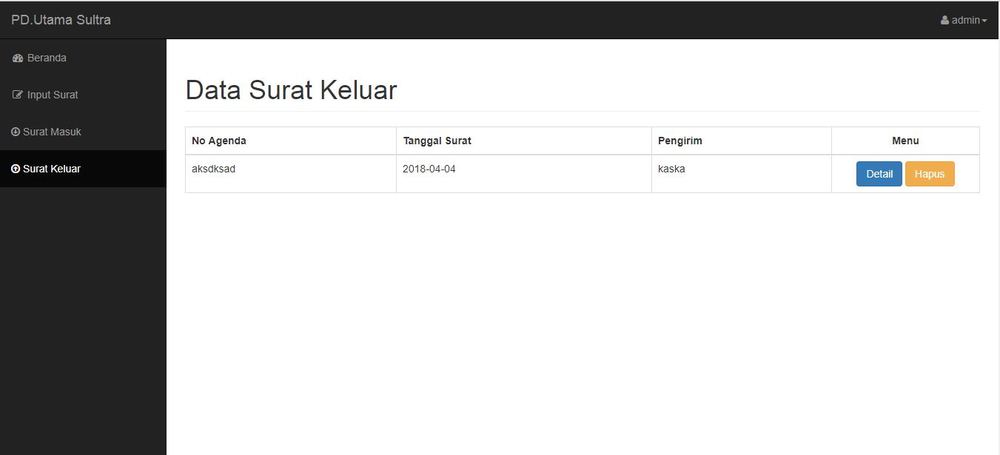 PD.Utama Sultra
admin
Beranda
Input Surat
Surat Masuk
Surat Keluar
Data Surat Keluar
No Agenda Tanggal Surat Pengirim Menu
aksdksad 2018-04-04 kaska Detail Hapus